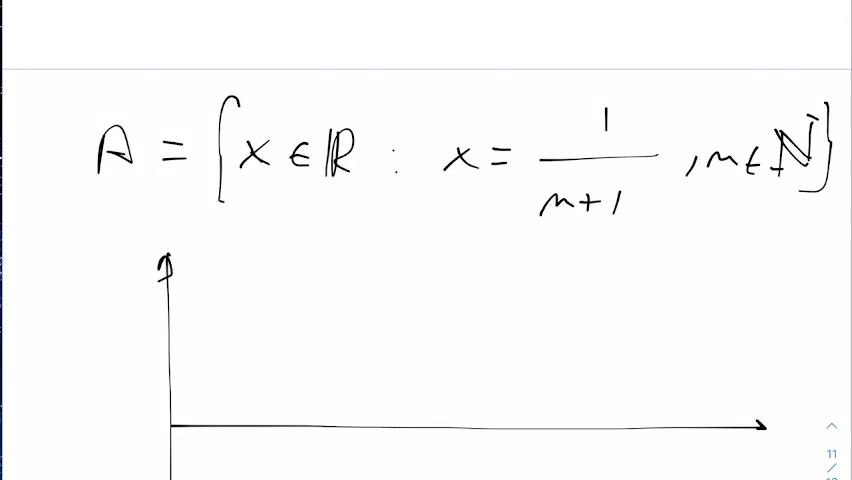 A = {x ∈ ℝ : x = 1/(n+1), n ∈ ℕ}
11
/